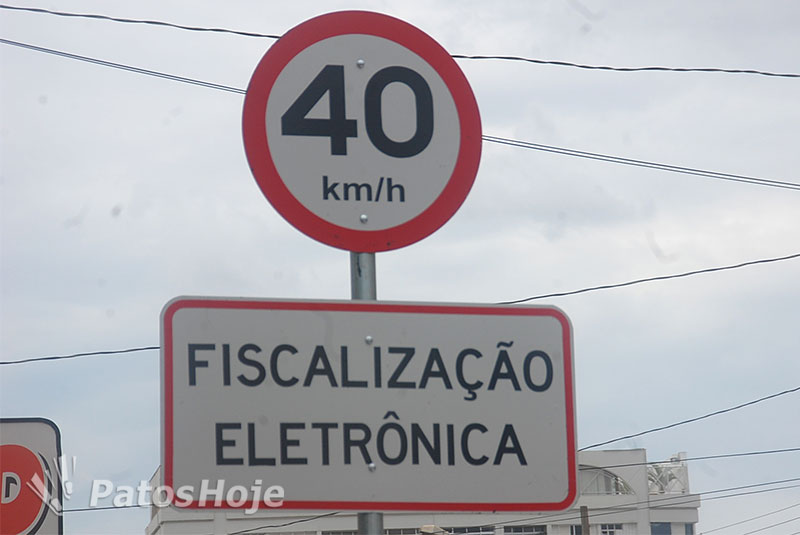 40
km/h
FISCALIZAÇÃO
ELETRÔNICA
PatosHoje